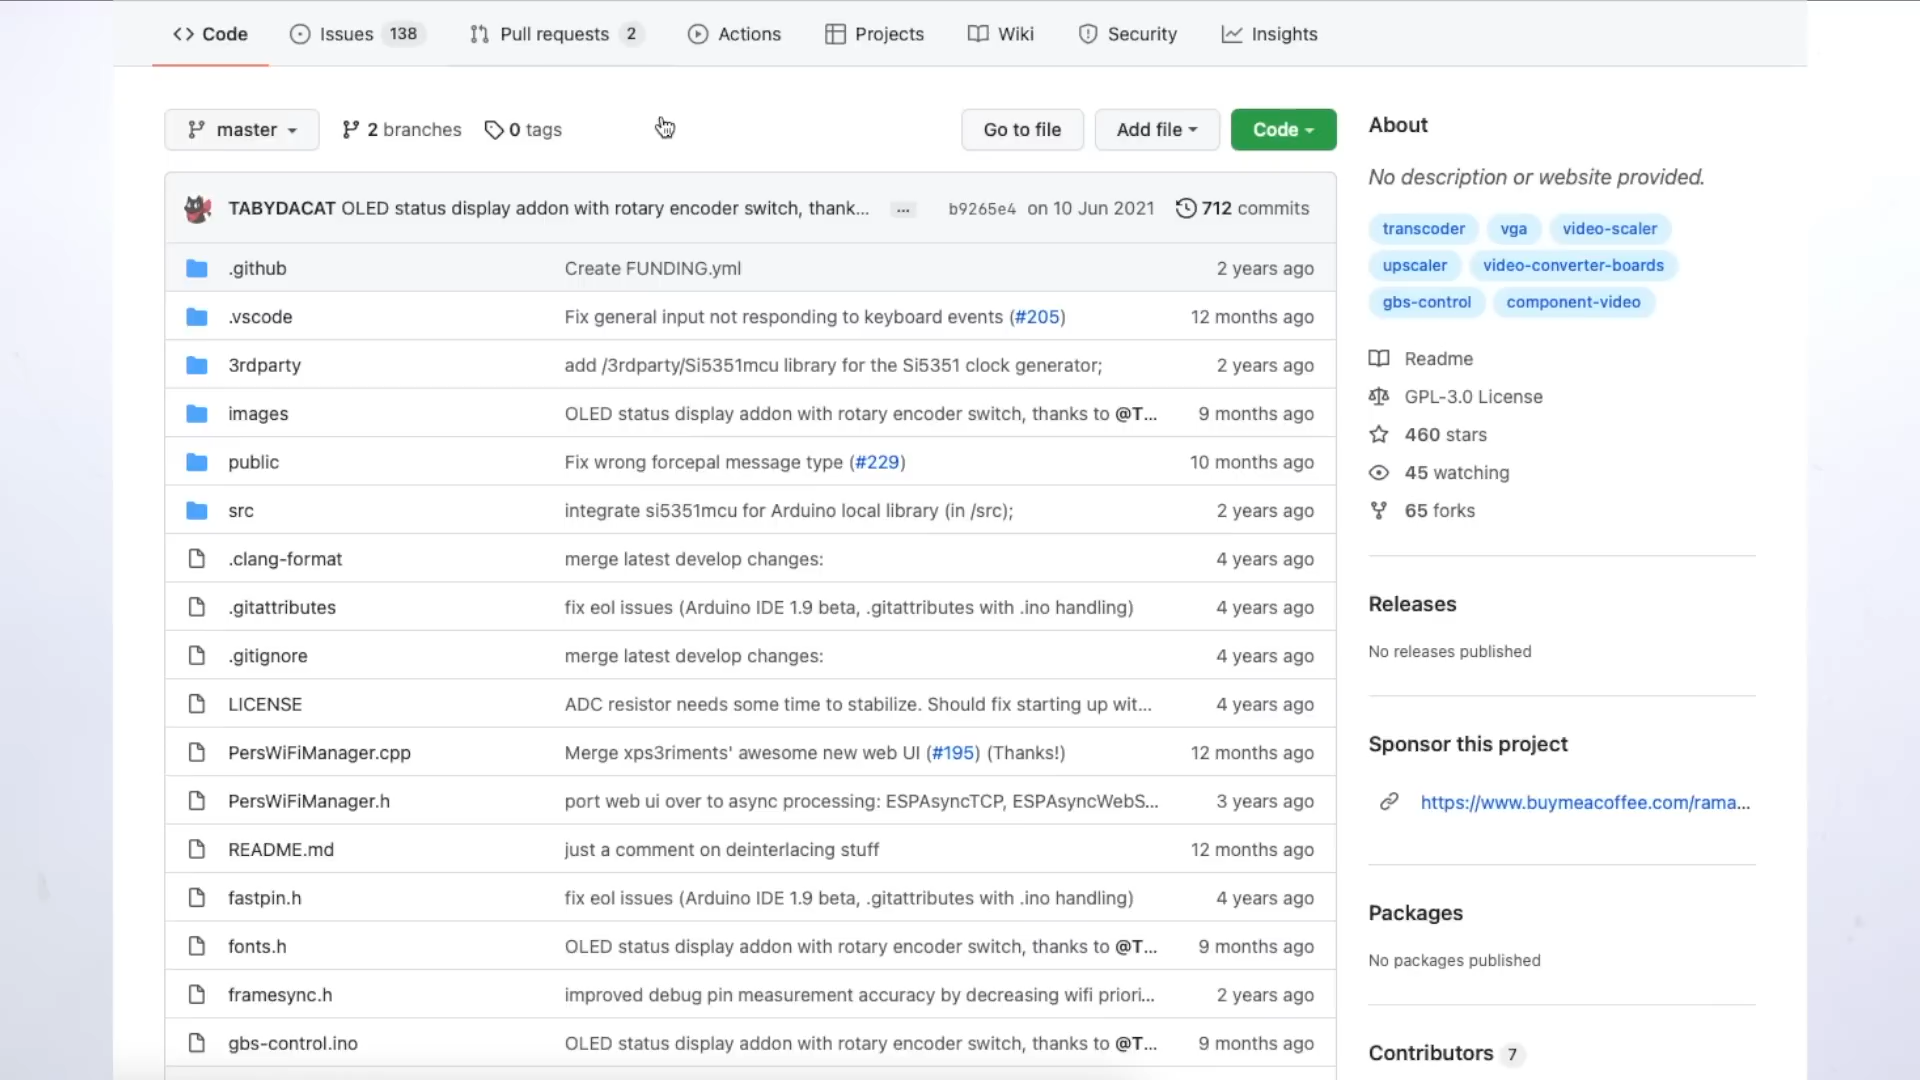 Code Issues 138 Pull requests 2 Actions Projects Wiki Security Insights
master 2 branches 0 tags Go to file Add file Code
TABYDACAT OLED status display addon with rotary encoder switch, thank... ... b9265e4 on 10 Jun 2021 712 commits
.github Create FUNDING.yml 2 years ago
.vscode Fix general input not responding to keyboard events (#205) 12 months ago
3rdparty add /3rdparty/Si5351mcu library for the Si5351 clock generator; 2 years ago
images OLED status display addon with rotary encoder switch, thanks to @T... 9 months ago
public Fix wrong forcepal message type (#229) 10 months ago
src integrate si5351mcu for Arduino local library (in /src); 2 years ago
.clang-format merge latest develop changes: 4 years ago
.gitattributes fix eol issues (Arduino IDE 1.9 beta, .gitattributes with .ino handling) 4 years ago
.gitignore merge latest develop changes: 4 years ago
LICENSE ADC resistor needs some time to stabilize. Should fix starting up wit... 4 years ago
PersWiFiManager.cpp Merge xps3riments' awesome new web UI (#195) (Thanks!) 12 months ago
PersWiFiManager.h port web ui over to async processing: ESPAsyncTCP, ESPAsyncWebS... 3 years ago
README.md just a comment on deinterlacing stuff 12 months ago
fastpin.h fix eol issues (Arduino IDE 1.9 beta, .gitattributes with .ino handling) 4 years ago
fonts.h OLED status display addon with rotary encoder switch, thanks to @T... 9 months ago
framesync.h improved debug pin measurement accuracy by decreasing wifi priori... 2 years ago
gbs-control.ino OLED status display addon with rotary encoder switch, thanks to @T... 9 months ago
About
No description or website provided.
transcoder vga video-scaler
upscaler video-converter-boards
gbs-control component-video
Readme
GPL-3.0 License
460 stars
45 watching
65 forks
Releases
No releases published
Sponsor this project
https://www.buymeacoffee.com/rama...
Packages
No packages published
Contributors 7